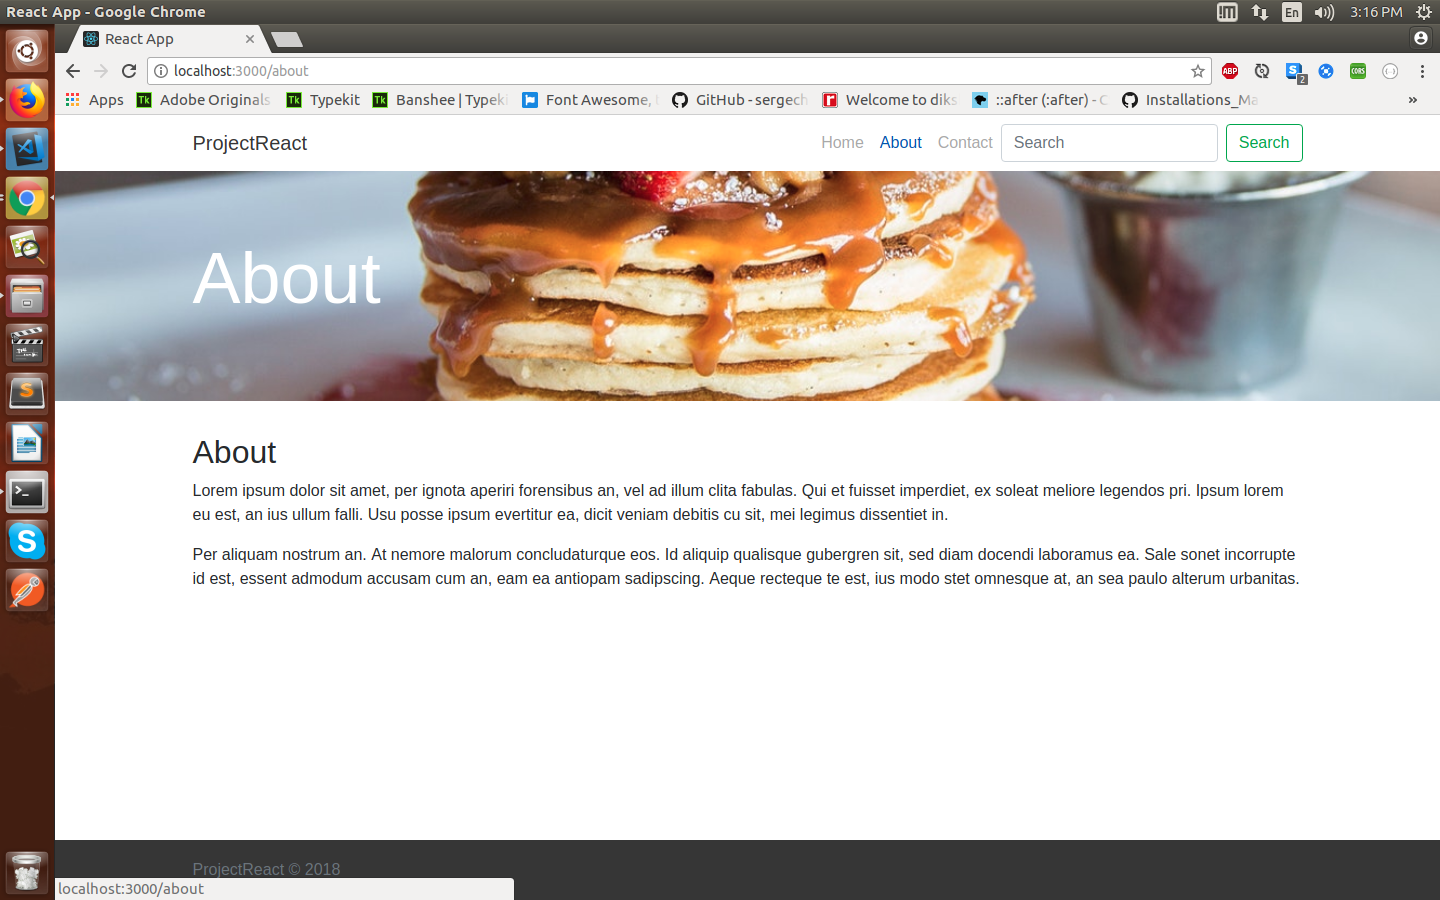 React App - Google Chrome
En
3:16 PM
React App
localhost:3000/about
ABP
S
2
CORS
Apps
Tk
Adobe Originals
Tk
Typekit
Tk
Banshee | Typeki
Font Awesome,
GitHub - sergech
Welcome to diks
::after (:after) - C
Installations_Ma
»
ProjectReact
Home
About
Contact
Search
Search
About
About
Lorem ipsum dolor sit amet, per ignota aperiri forensibus an, vel ad illum clita fabulas. Qui et fuisset imperdiet, ex soleat meliore legendos pri. Ipsum lorem
eu est, an ius ullum falli. Usu posse ipsum evertitur ea, dicit veniam debitis cu sit, mei legimus dissentiet in.
Per aliquam nostrum an. At nemore malorum concludaturque eos. Id aliquip qualisque gubergren sit, sed diam docendi laboramus ea. Sale sonet incorrupte
id est, essent admodum accusam cum an, eam ea antiopam sadipscing. Aeque recteque te est, ius modo stet omnesque at, an sea paulo alterum urbanitas.
ProjectReact © 2018
localhost:3000/about